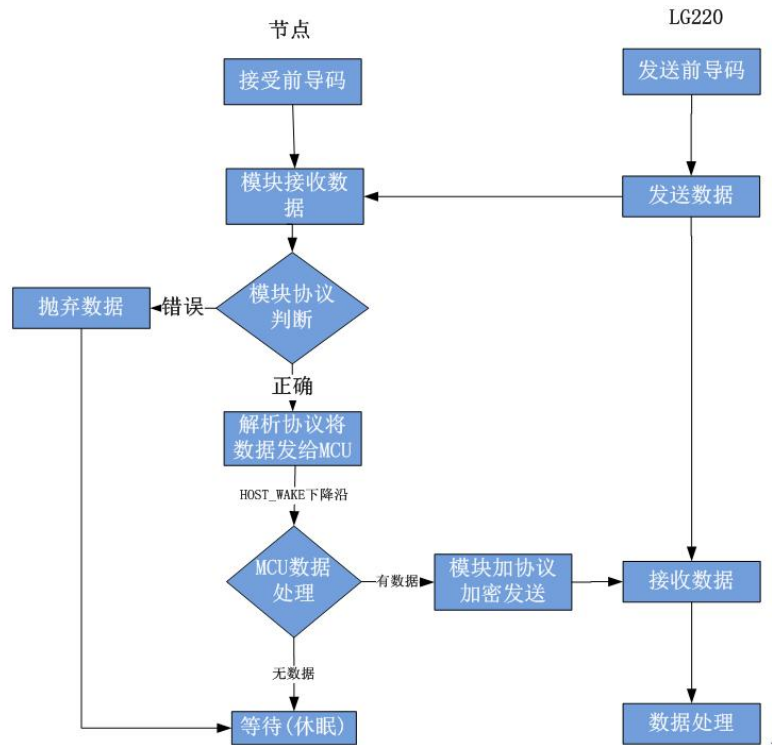 节点
LG220
接受前导码
发送前导码
模块接收数
据
发送数据
模块协议
判断
错误
抛弃数据
正确
解析协议将
数据发给MCU
HOST_WAKE下降沿
MCU数据
处理
有数据
模块加协议
加密发送
接收数据
无数据
等待(休眠)
数据处理